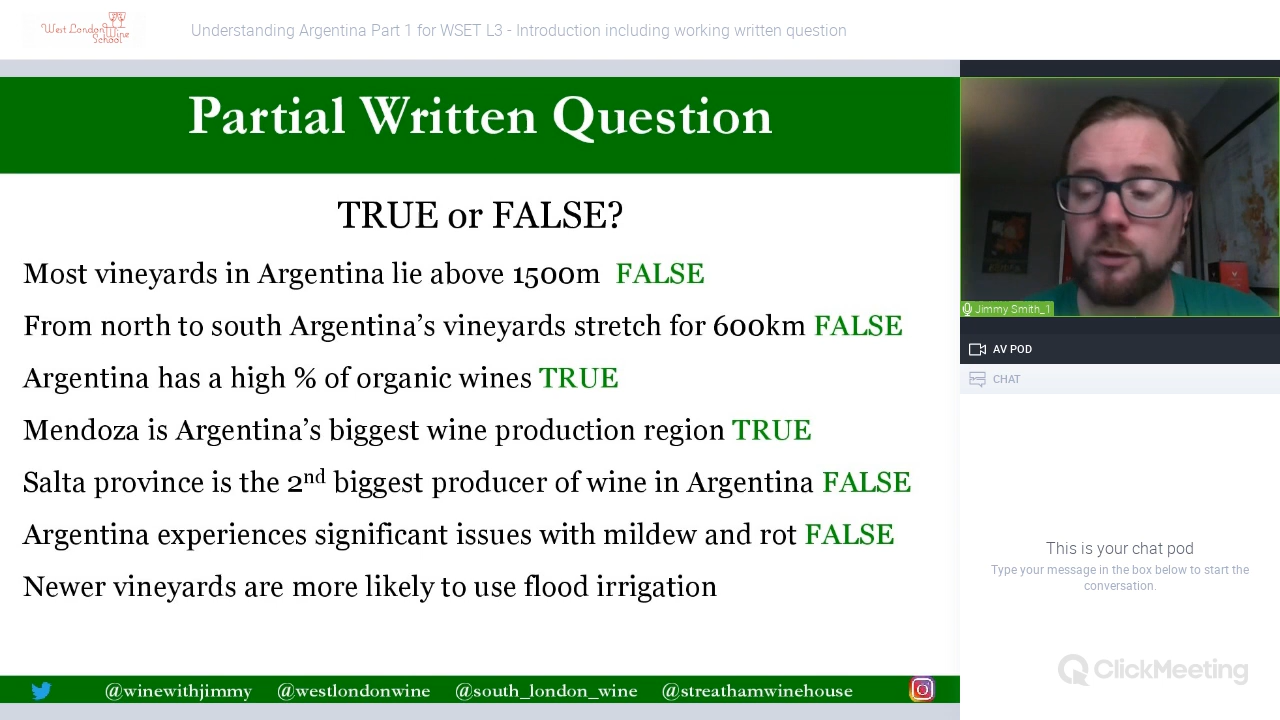 West London Wine School
Understanding Argentina Part 1 for WSET L3 - Introduction including working written question
Partial Written Question
TRUE or FALSE?
Most vineyards in Argentina lie above 1500m FALSE
From north to south Argentina’s vineyards stretch for 600km FALSE
Argentina has a high % of organic wines TRUE
Mendoza is Argentina’s biggest wine production region TRUE
Salta province is the 2nd biggest producer of wine in Argentina FALSE
Argentina experiences significant issues with mildew and rot FALSE
Newer vineyards are more likely to use flood irrigation
@winewithjimmy @westlondonwine @south_london_wine @streathamwinehouse
Jimmy Smith_1
AV POD
CHAT
This is your chat pod
Type your message in the box below to start the
conversation.
ClickMeeting